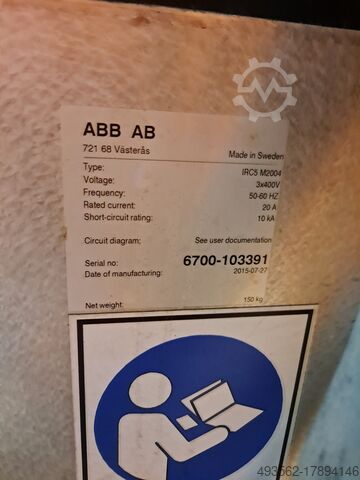 ABB AB
721 68 Västerås Made in Sweden
Type: IRC5 M2004
Voltage: 3x400V
Frequency: 50-60 HZ
Rated current: 20 A
Short-circuit rating: 10 kA
Circuit diagram: See user documentation
Serial no: 6700-103391
Date of manufacturing: 2015-07-27
Net weight: 150 kg
493562-17894146